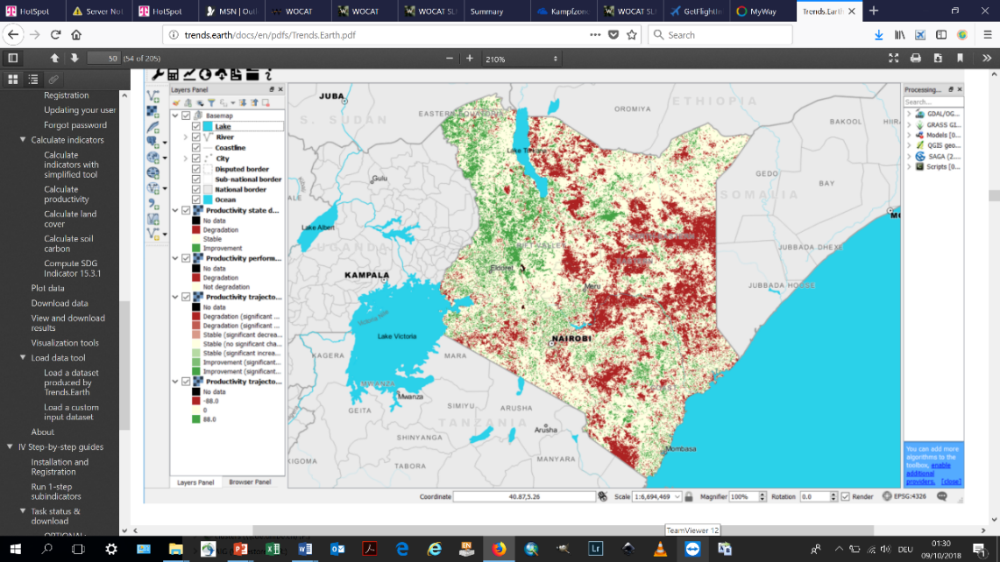 HotSpot
Server Not
HotSpot
MSN | Outl
WOCAT
WOCAT
WOCAT SL
Summary
Kampfzone
WOCAT SL
GetFlightIn
MyWay
Trends.Earth
trends.earth/docs/en/pdfs/Trends.Earth.pdf
Search
50 (54 of 205)
210%
Registration
Updating your user
Forgot password
Calculate indicators
Calculate
indicators with
simplified tool
Calculate
productivity
Calculate land
cover
Calculate soil
carbon
Compute SDG
Indicator 15.3.1
Plot data
Download data
View and download
results
Visualization tools
Load data tool
Load a dataset
produced by
Trends.Earth
Load a custom
input dataset
About
IV Step-by-step guides
Installation and
Registration
Run 1-step
subindicators
Task status &
download
Layers Panel
Basemap
Lake
River
Coastline
City
Disputed border
Sub-national border
National border
Ocean
Productivity state d...
No data
Degradation
Stable
Improvement
Productivity perform...
No data
Degradation
Not degradation
Productivity trajecto...
No data
Degradation (significant ...
Degradation (significant ...
Stable (significant decrea...
Stable (no significant cha...
Stable (significant increa...
Improvement (significant...
Improvement (significant...
Productivity trajecto...
No data
-88.0
0
88.0
Layers Panel
Browser Panel
JUBA
S. SUDAN
EASTERN EQUATORIA
ETHIOPIA
OROMIYA
BAKOOL
HIIRA
Lake Turkana
GEDO
BAY
SOMALIA
Gulu
Lake Albert
UGANDA
KAMPALA
Eldoret
Meru
JUBBADA DHEXE
JUBBADA HOOSE
Lake Victoria
NAIROBI
KAGERA
MARA
MWANZA
Mwanza
GEITA
SIMIYU
ARUSHA
TANZANIA
Arusha
SHINYANGA
KIGOMA
TABORA
MANYARA
Mombasa
Processing...
Search...
GDAL/OG...
GRASS GI...
Models [0...
QGIS geo...
SAGA (2...
Scripts [0...
You can add more
algorithms to the
toolbox, enable
additional
providers. [close]
Coordinate
40.87,5.26
Scale
1:6,694,469
Magnifier
100%
Rotation
0.0
Render
EPSG:4326
TeamViewer 12
01:30
09/10/2018